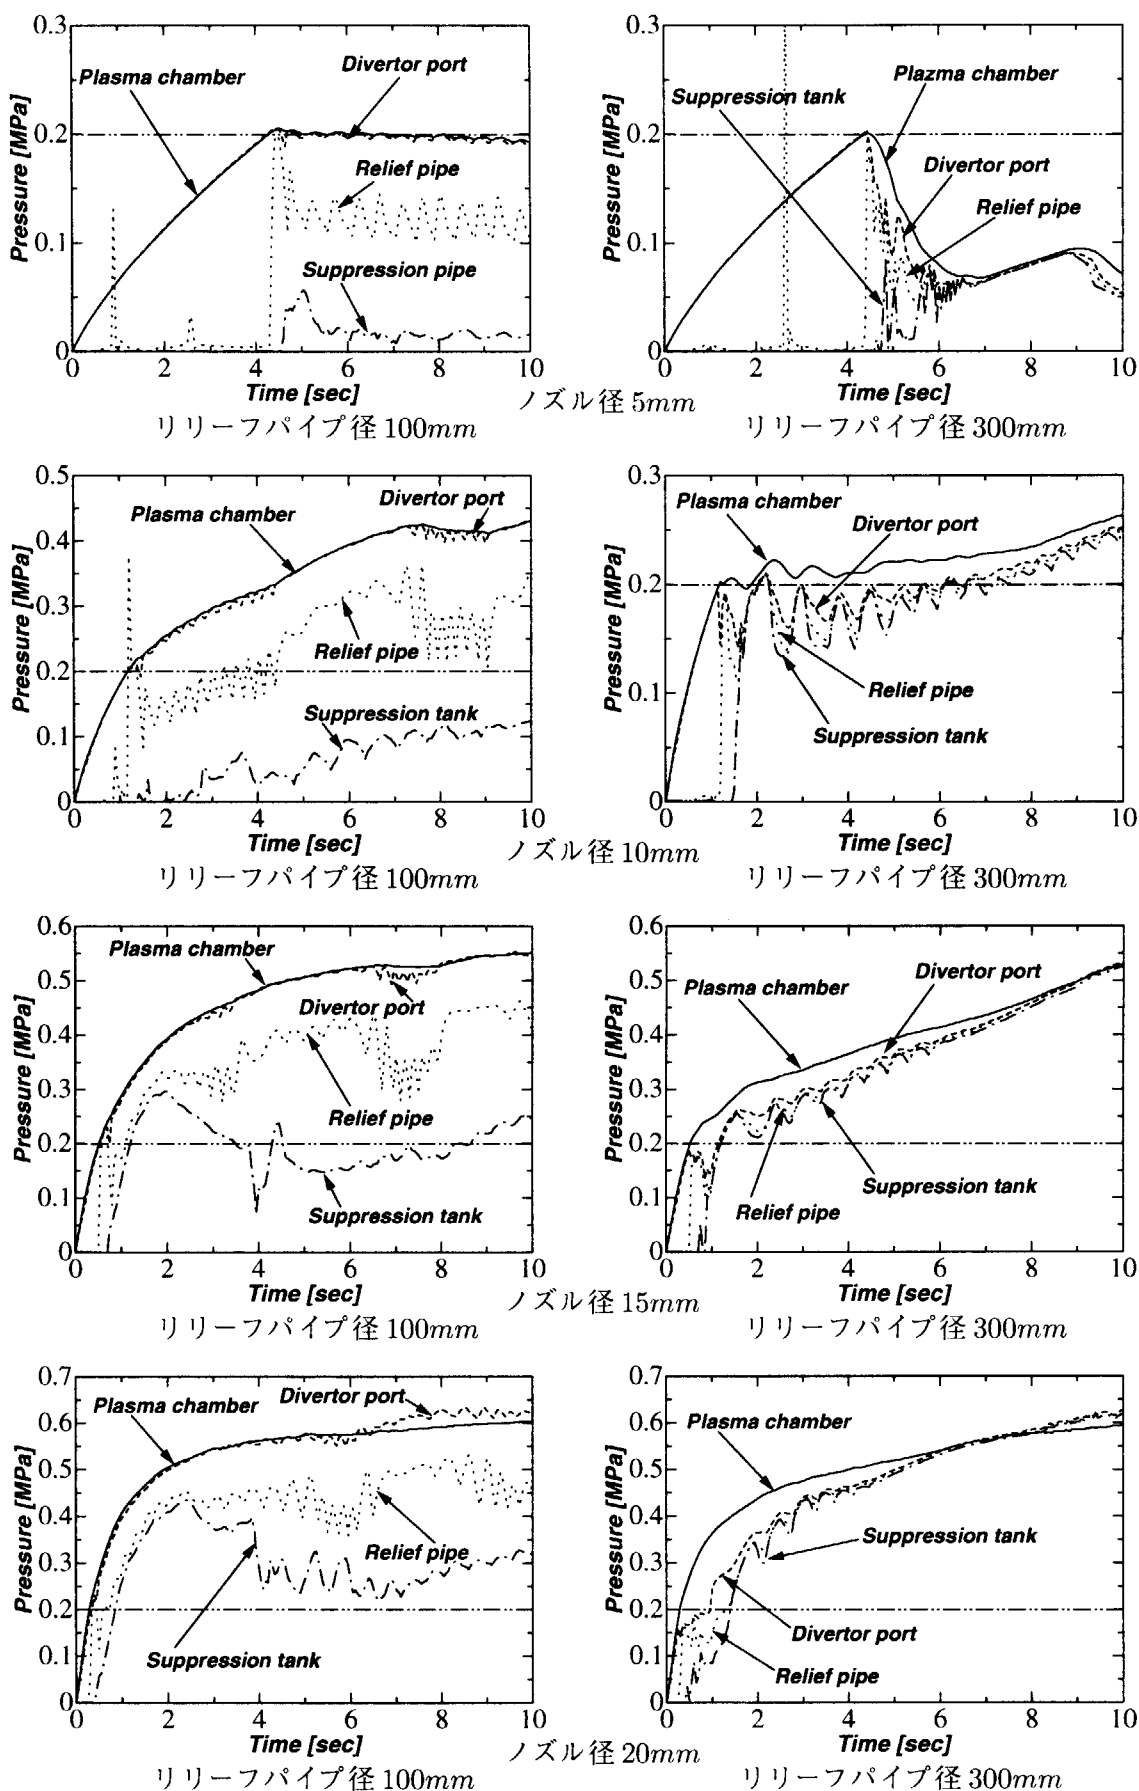 0.3
0.2
0.1
0
Pressure [MPa]
Plasma chamber
Divertor port
Relief pipe
Suppression pipe
0 2 4 6 8 10
Time [sec]
リリーフパイプ径 100mm
0.3
0.2
0.1
0
Pressure [MPa]
Suppression tank
Plazma chamber
Divertor port
Relief pipe
0 2 4 6 8 10
Time [sec]
リリーフパイプ径 300mm
ノズル径 5mm
0.5
0.4
0.3
0.2
0.1
0
Pressure [MPa]
Plasma chamber
Divertor port
Relief pipe
Suppression tank
0 2 4 6 8 10
Time [sec]
リリーフパイプ径 100mm
0.3
0.2
0.1
0
Pressure [MPa]
Plasma chamber
Divertor port
Relief pipe
Suppression tank
0 2 4 6 8 10
Time [sec]
リリーフパイプ径 300mm
ノズル径 10mm
0.6
0.5
0.4
0.3
0.2
0.1
0
Pressure [MPa]
Plasma chamber
Divertor port
Relief pipe
Suppression tank
0 2 4 6 8 10
Time [sec]
リリーフパイプ径 100mm
0.6
0.5
0.4
0.3
0.2
0.1
0
Pressure [MPa]
Divertor port
Plasma chamber
Suppression tank
Relief pipe
0 2 4 6 8 10
Time [sec]
リリーフパイプ径 300mm
ノズル径 15mm
0.7
0.6
0.5
0.4
0.3
0.2
0.1
0
Pressure [MPa]
Divertor port
Plasma chamber
Relief pipe
Suppression tank
0 2 4 6 8 10
Time [sec]
リリーフパイプ径 100mm
0.7
0.6
0.5
0.4
0.3
0.2
0.1
0
Pressure [MPa]
Plasma chamber
Suppression tank
Divertor port
Relief pipe
0 2 4 6 8 10
Time [sec]
リリーフパイプ径 300mm
ノズル径 20mm